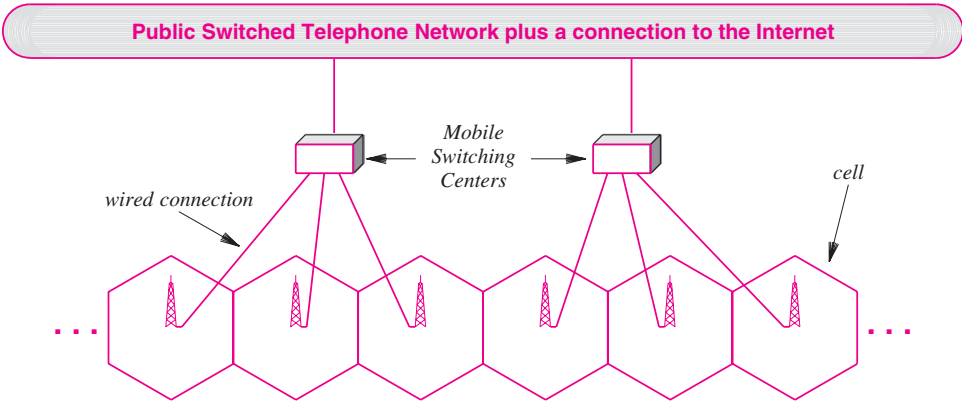 Public Switched Telephone Network plus a connection to the Internet
Mobile
Switching
Centers
wired connection
cell
. . .
. . .